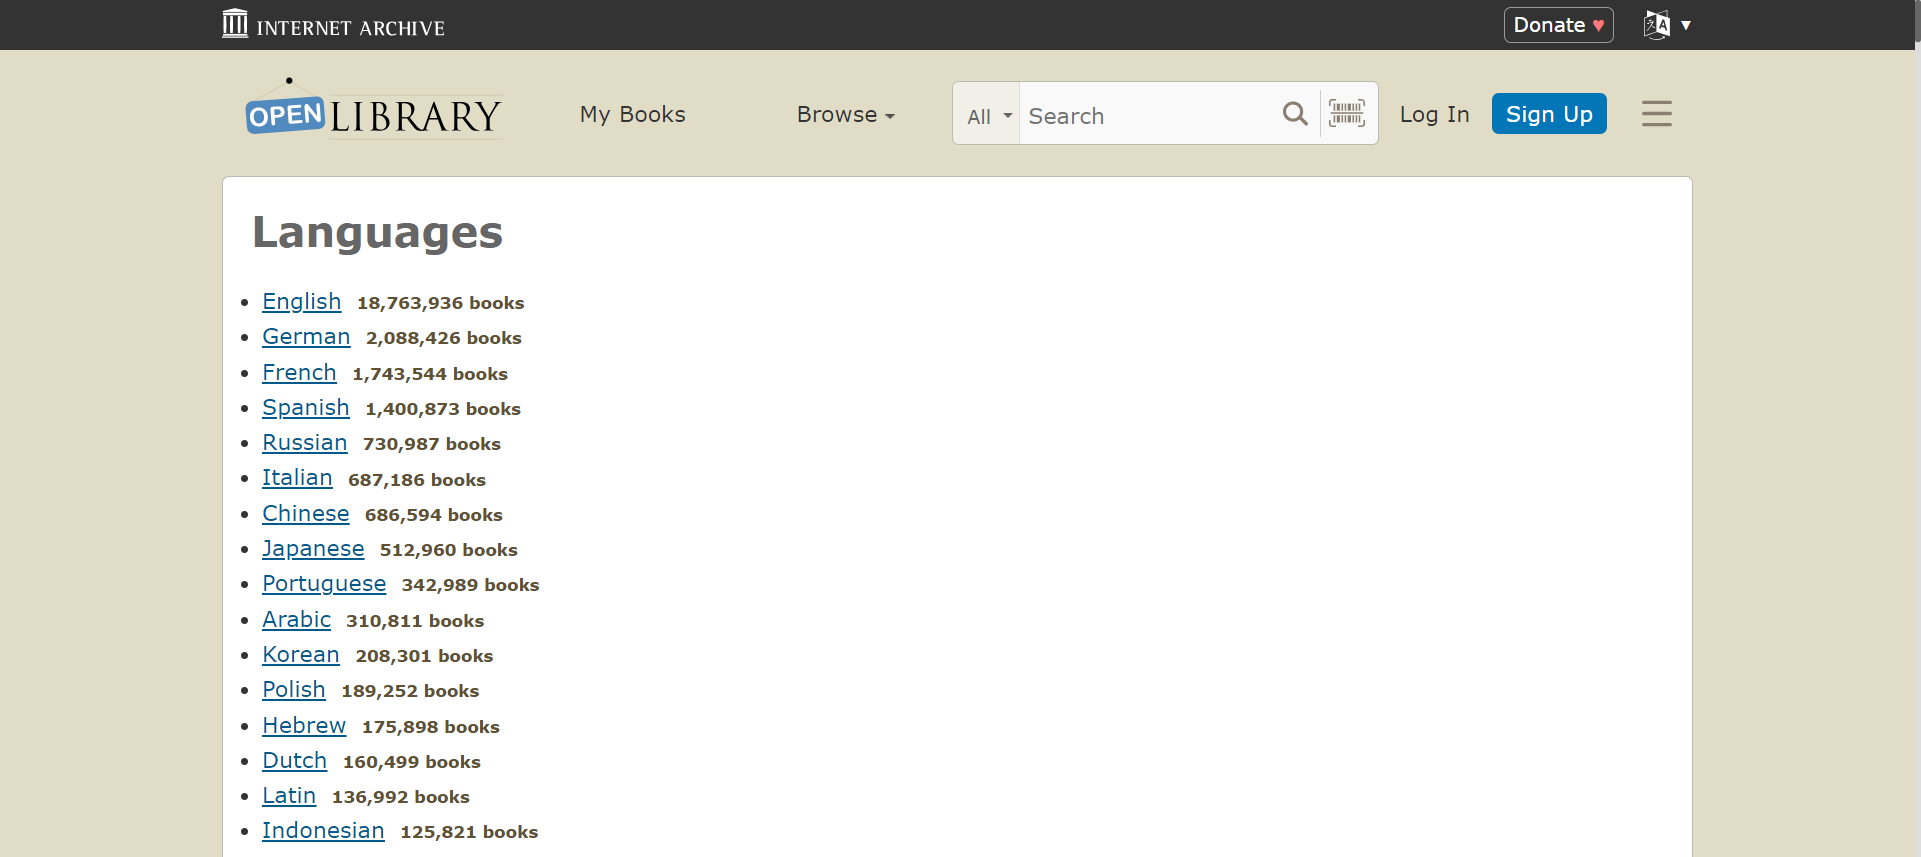 INTERNET ARCHIVE
Donate ♥
OPEN LIBRARY
My Books
Browse
All
Search
Log In
Sign Up
Languages
English 18,763,936 books
German 2,088,426 books
French 1,743,544 books
Spanish 1,400,873 books
Russian 730,987 books
Italian 687,186 books
Chinese 686,594 books
Japanese 512,960 books
Portuguese 342,989 books
Arabic 310,811 books
Korean 208,301 books
Polish 189,252 books
Hebrew 175,898 books
Dutch 160,499 books
Latin 136,992 books
Indonesian 125,821 books